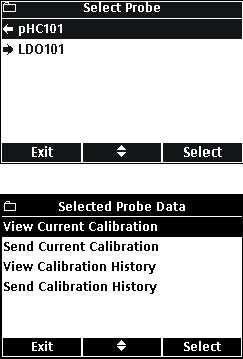 Select Probe
pHC101
LDO101
Exit Select
Selected Probe Data
View Current Calibration
Send Current Calibration
View Calibration History
Send Calibration History
Exit Select